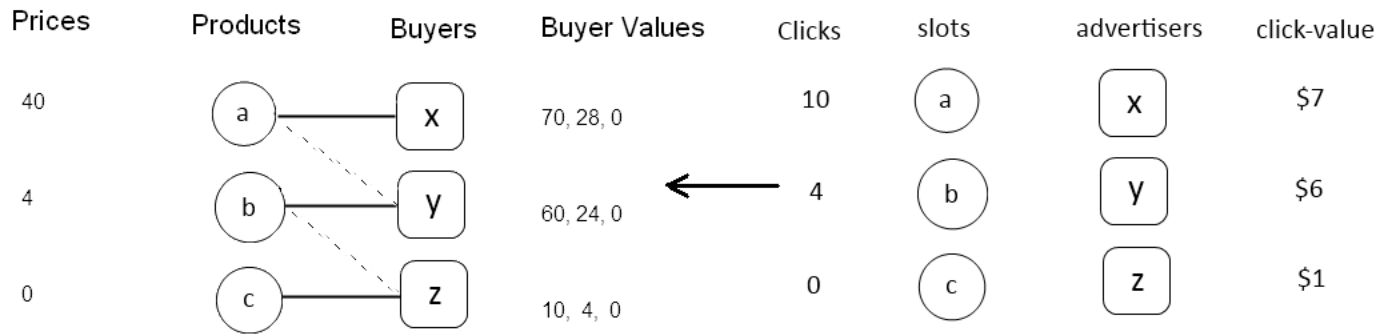 Prices Products Buyers Buyer Values Clicks slots advertisers click-value
40 a x 70, 28, 0 10 a x $7
4 b y 60, 24, 0 4 b y $6
0 c z 10, 4, 0 0 c z $1